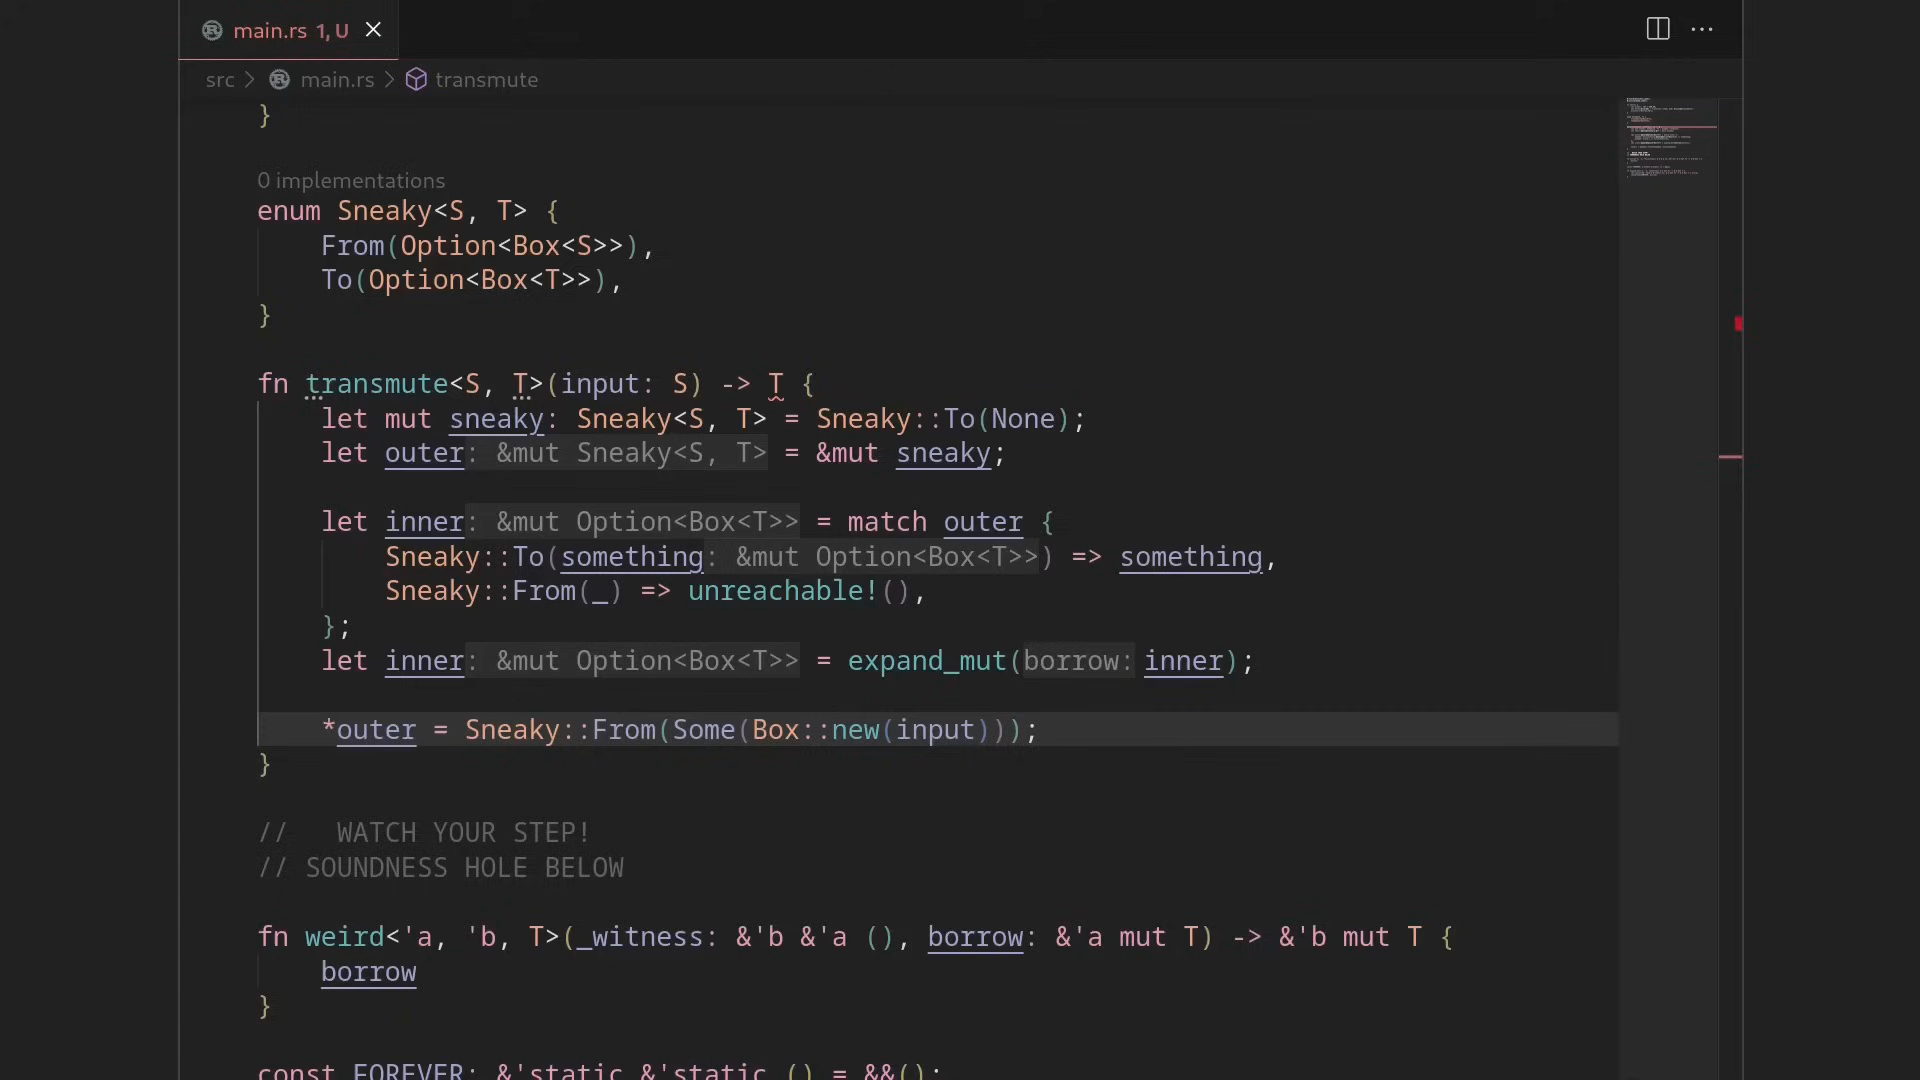 main.rs 1, U
src > main.rs > transmute
}
0 implementations
enum Sneaky<S, T> {
From(Option<Box<S>>),
To(Option<Box<T>>),
}
fn transmute<S, T>(input: S) -> T {
let mut sneaky: Sneaky<S, T> = Sneaky::To(None);
let outer: &mut Sneaky<S, T> = &mut sneaky;
let inner: &mut Option<Box<T>> = match outer {
Sneaky::To(something: &mut Option<Box<T>>) => something,
Sneaky::From(_) => unreachable!(),
};
let inner: &mut Option<Box<T>> = expand_mut(borrow: inner);
*outer = Sneaky::From(Some(Box::new(input)));
}
//   WATCH YOUR STEP!
// SOUNDNESS HOLE BELOW
fn weird<'a, 'b, T>(_witness: &'b &'a (), borrow: &'a mut T) -> &'b mut T {
borrow
}
const FOREVER: &'static &'static () = &&();